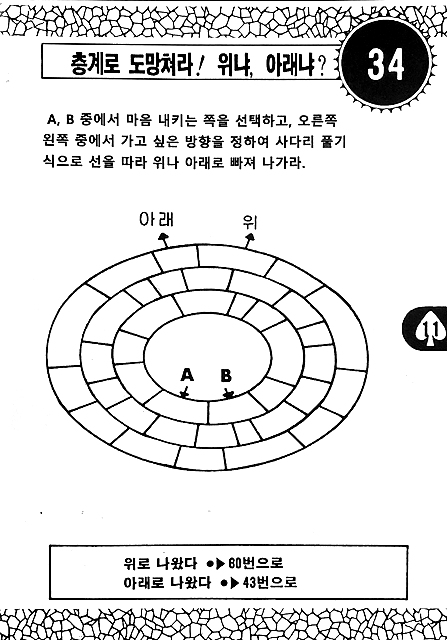 층계로 도망쳐라! 위냐, 아래냐?
34
A, B 중에서 마음 내키는 쪽을 선택하고, 오른쪽
왼쪽 중에서 가고 싶은 방향을 정하여 사다리 풀기
식으로 선을 따라 위나 아래로 빠져 나가라.
아래 위
11
A B
위로 나왔다 ●▶60번으로
아래로 나왔다 ●▶43번으로